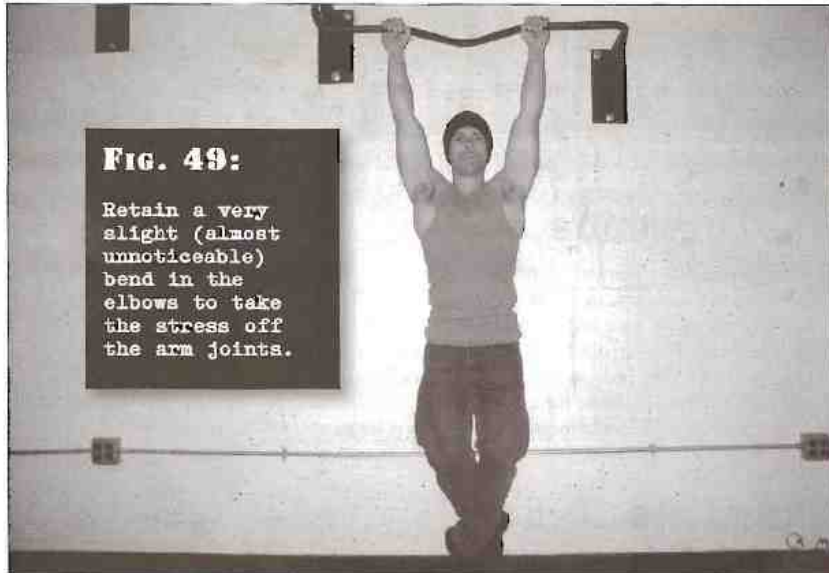 FIG. 49:
Retain a very
slight (almost
unnoticeable)
bend in the
elbows to take
the stress off
the arm joints.